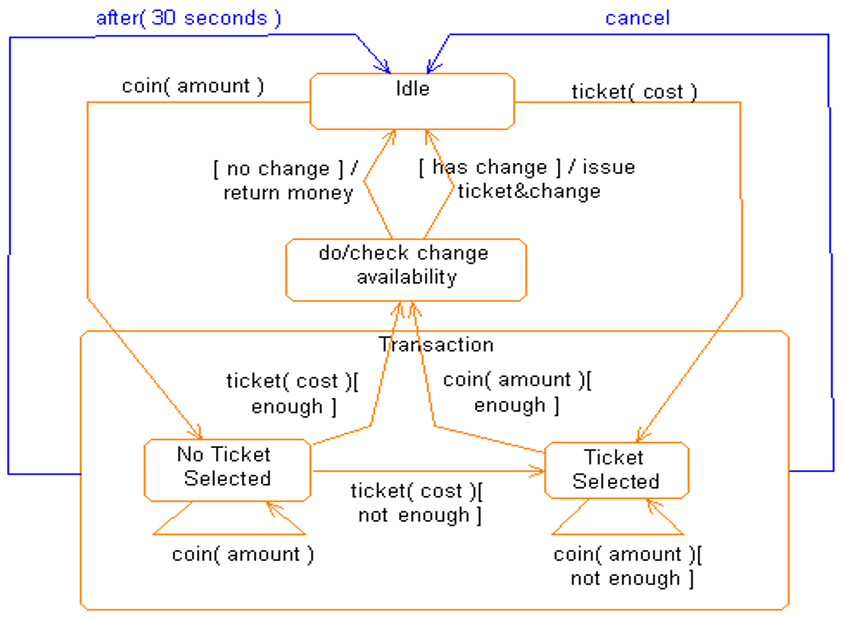 after( 30 seconds )
cancel
coin( amount )
Idle
ticket( cost )
[ no change ] /
return money
[ has change ] / issue
ticket&change
do/check change
availability
Transaction
ticket( cost )[
enough ]
coin( amount )[
enough ]
No Ticket
Selected
Ticket
Selected
ticket( cost )[
not enough ]
coin( amount )
coin( amount )[
not enough ]